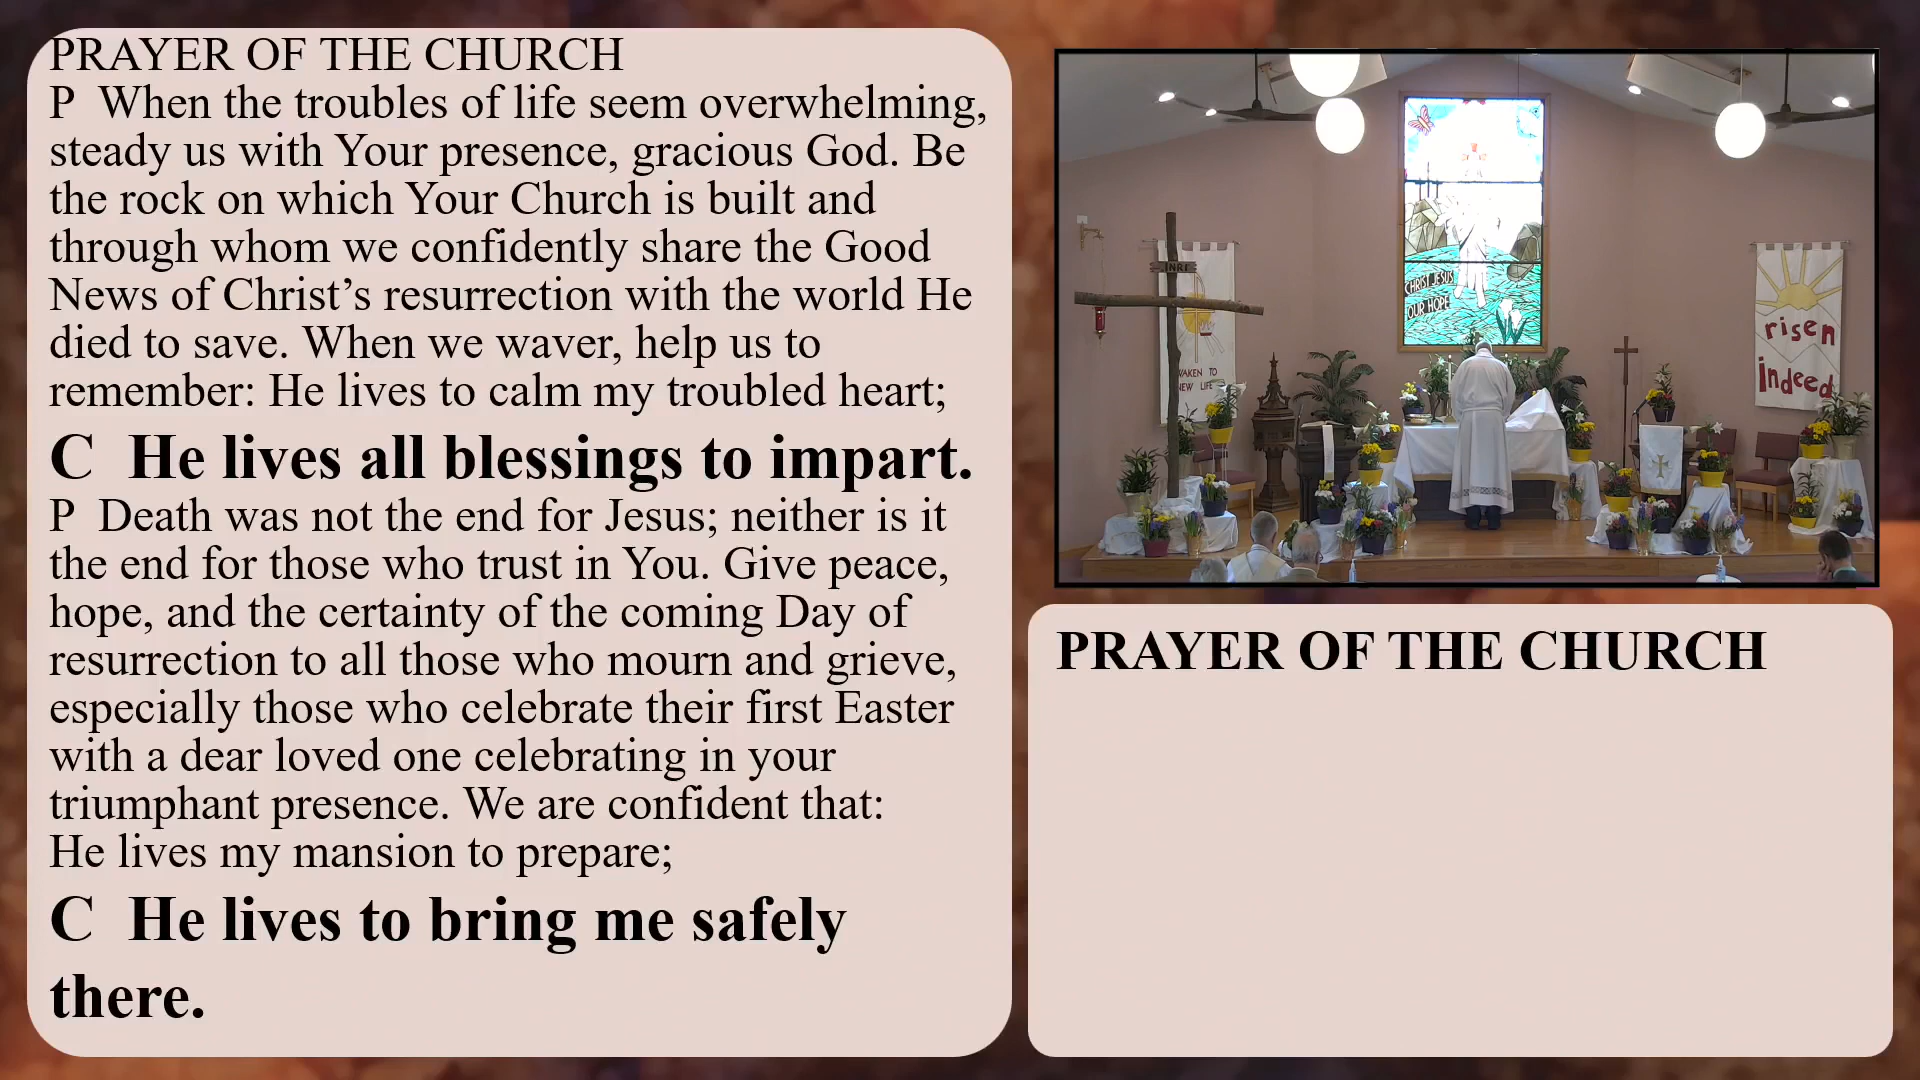 PRAYER OF THE CHURCH
P When the troubles of life seem overwhelming,
steady us with Your presence, gracious God. Be
the rock on which Your Church is built and
through whom we confidently share the Good
News of Christ’s resurrection with the world He
died to save. When we waver, help us to
remember: He lives to calm my troubled heart;
C He lives all blessings to impart.
P Death was not the end for Jesus; neither is it
the end for those who trust in You. Give peace,
hope, and the certainty of the coming Day of
resurrection to all those who mourn and grieve,
especially those who celebrate their first Easter
with a dear loved one celebrating in your
triumphant presence. We are confident that:
He lives my mansion to prepare;
C He lives to bring me safely
there.
INRI
WAKEN TO
NEW LIFE
CHRIST JESUS
OUR HOPE
risen
indeed
PRAYER OF THE CHURCH